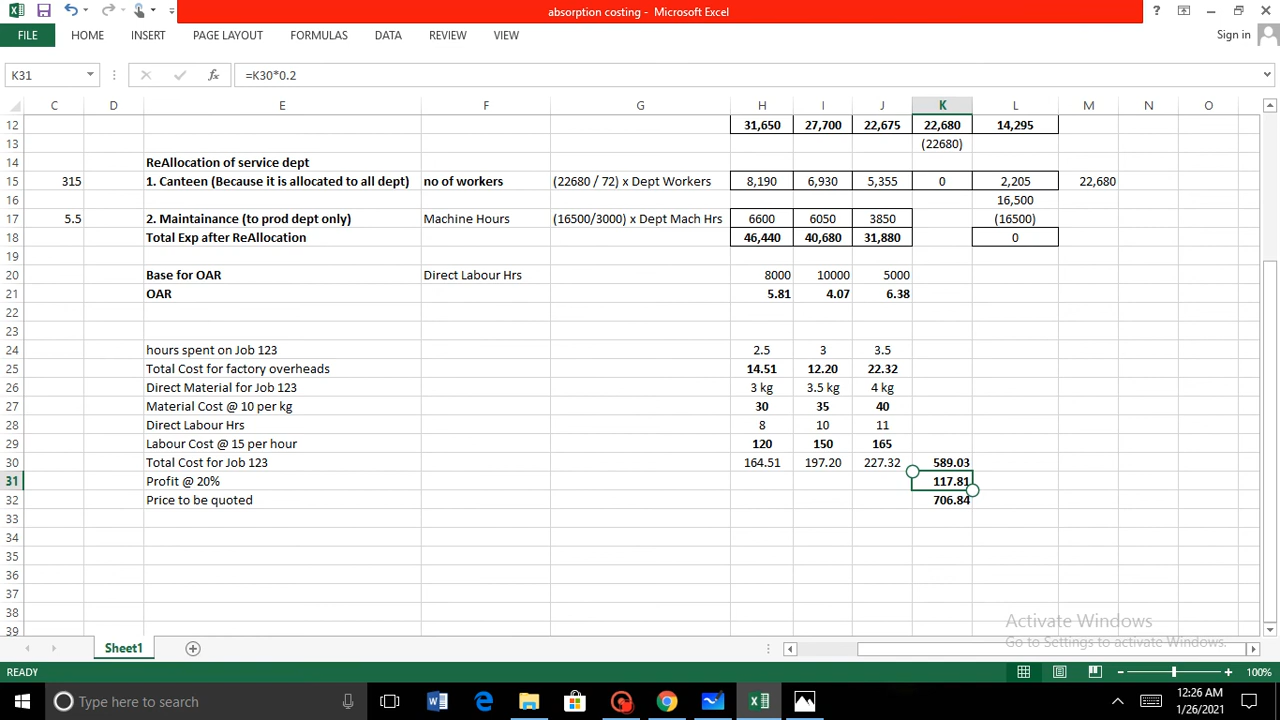 absorption costing - Microsoft Excel
FILE HOME INSERT PAGE LAYOUT FORMULAS DATA REVIEW VIEW Sign in
K31 fx =K30*0.2
C D E F G H I J K L M N O
12 31,650 27,700 22,675 22,680 14,295
13 (22680)
14 ReAllocation of service dept
15 315 1. Canteen (Because it is allocated to all dept) no of workers (22680 / 72) x Dept Workers 8,190 6,930 5,355 0 2,205 22,680
16 16,500
17 5.5 2. Maintainance (to prod dept only) Machine Hours (16500/3000) x Dept Mach Hrs 6600 6050 3850 (16500)
18 Total Exp after ReAllocation 46,440 40,680 31,880 0
19
20 Base for OAR Direct Labour Hrs 8000 10000 5000
21 OAR 5.81 4.07 6.38
22
23
24 hours spent on Job 123 2.5 3 3.5
25 Total Cost for factory overheads 14.51 12.20 22.32
26 Direct Material for Job 123 3 kg 3.5 kg 4 kg
27 Material Cost @ 10 per kg 30 35 40
28 Direct Labour Hrs 8 10 11
29 Labour Cost @ 15 per hour 120 150 165
30 Total Cost for Job 123 164.51 197.20 227.32 589.03
31 Profit @ 20% 117.81
32 Price to be quoted 706.84
33
34
35
36
37
38
39
Activate Windows
Go to Settings to activate Windows.
Sheet1
READY 100%
Type here to search
12:26 AM
1/26/2021